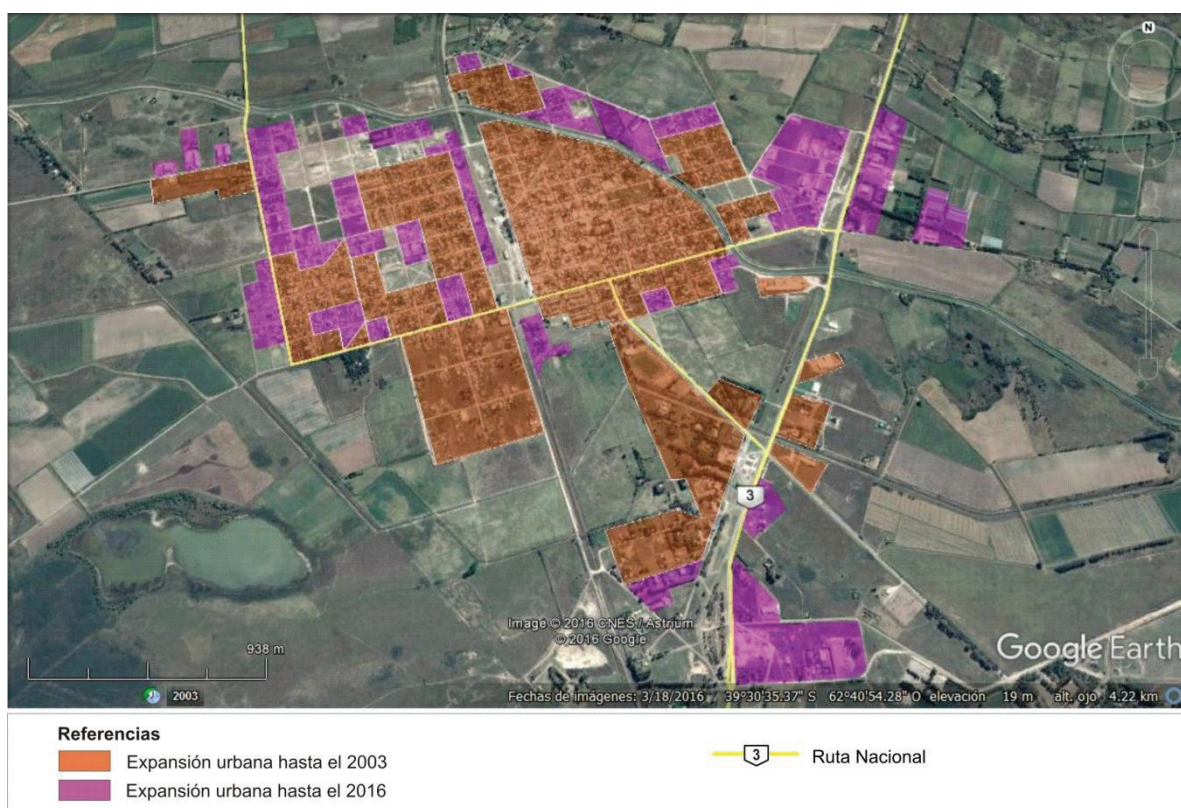 N
3
Image © 2016 CNES / Astrium
© 2016 Google
Google Earth
938 m
2003
Fechas de imágenes: 3/18/2016 39°30'35.37" S 62°40'54.28" O elevación 19 m alt. ojo 4.22 km
Referencias
Expansión urbana hasta el 2003
3 Ruta Nacional
Expansión urbana hasta el 2016